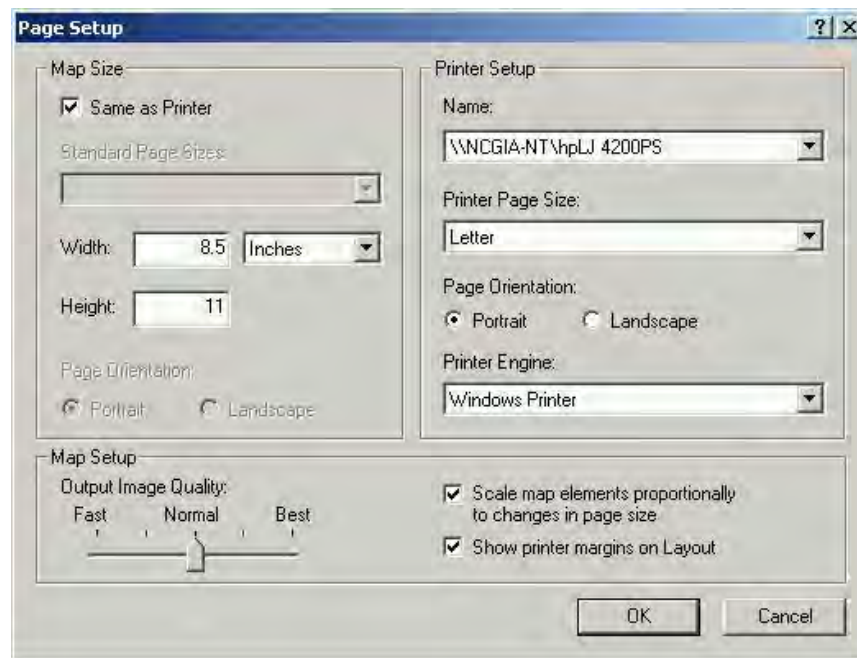 Page Setup
Map Size
Same as Printer
Standard Page Sizes:
Width: 8.5 Inches
Height: 11
Page Orientation:
Portrait Landscape
Printer Setup
Name:
\\NCGIA-NT\hpLJ 4200PS
Printer Page Size:
Letter
Page Orientation:
Portrait Landscape
Printer Engine:
Windows Printer
Map Setup
Output Image Quality:
Fast Normal Best
Scale map elements proportionally
to changes in page size
Show printer margins on Layout
OK Cancel